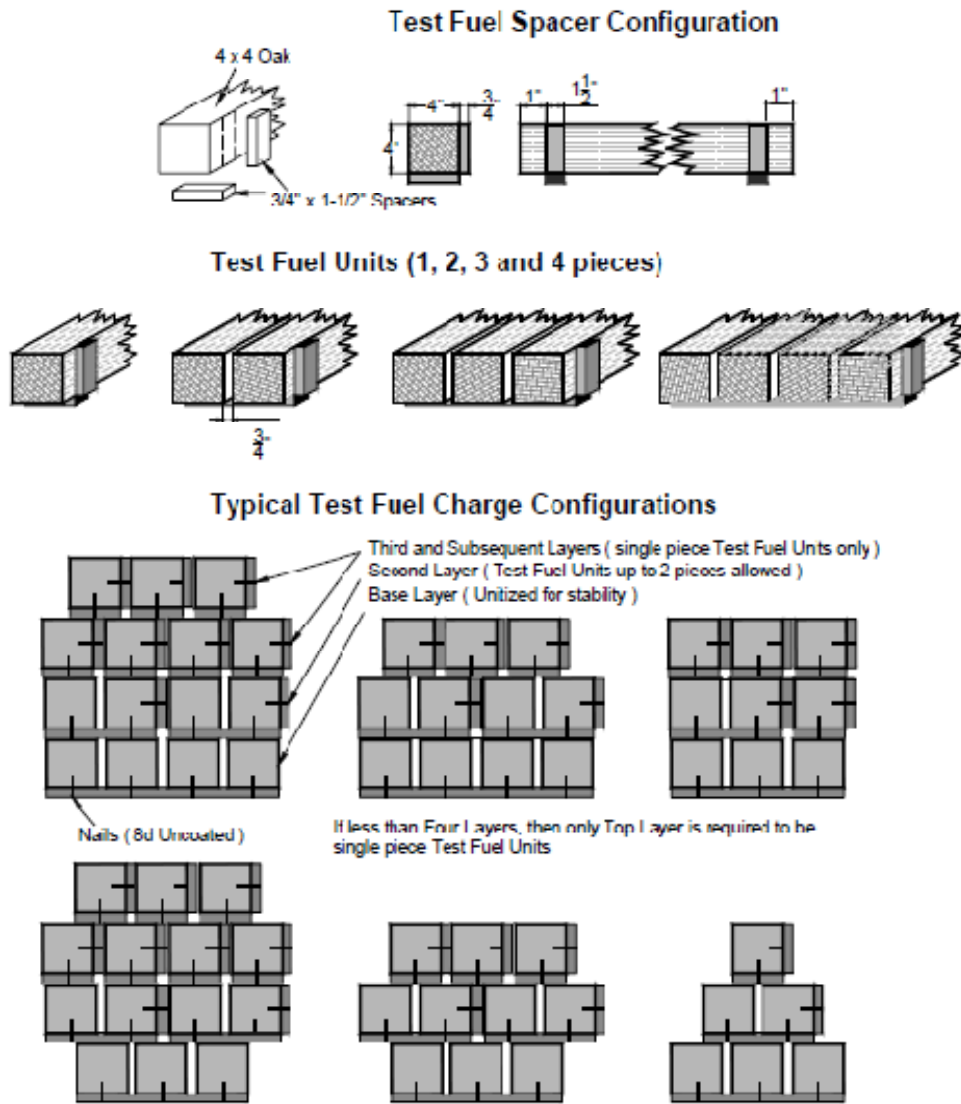 Test Fuel Spacer Configuration
4 x 4 Oak
4"
3/4
1"
1 1/2
1"
4"
3/4" x 1-1/2" Spacers
Test Fuel Units (1, 2, 3 and 4 pieces)
3/4
Typical Test Fuel Charge Configurations
Third and Subsequent Layers ( single piece Test Fuel Units only )
Second Layer ( Test Fuel Units up to 2 pieces allowed )
Base Layer ( Unitized for stability )
Nails ( 8d Uncoated )
If less than Four Layers, then only Top Layer is required to be
single piece Test Fuel Units